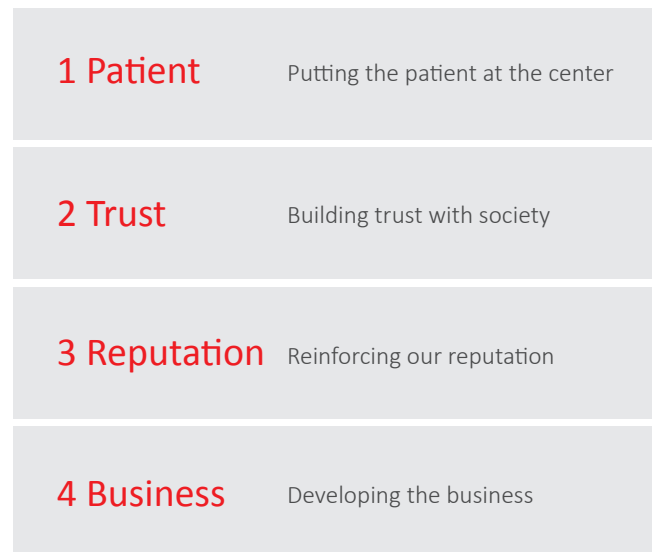 1 Patient Putting the patient at the center
2 Trust Building trust with society
3 Reputation Reinforcing our reputation
4 Business Developing the business